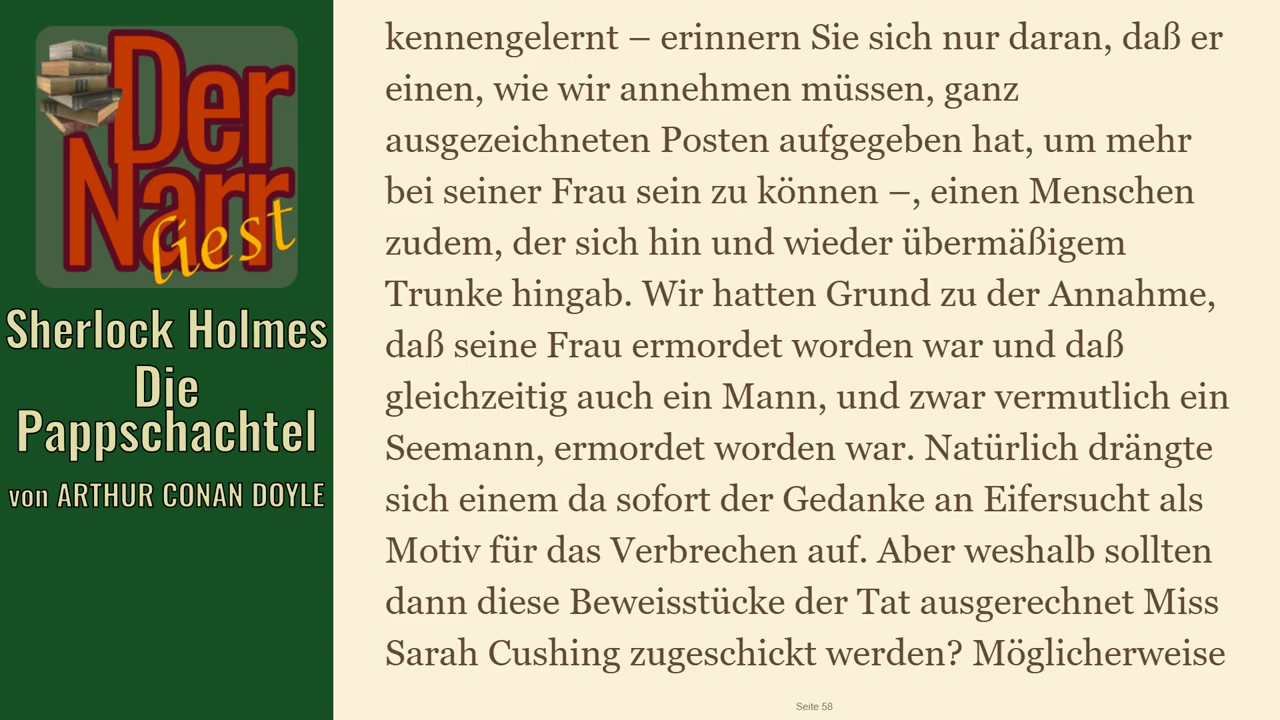 Der
Narr
liest
Sherlock Holmes
Die
Pappschachtel
von ARTHUR CONAN DOYLE
kennengelernt – erinnern Sie sich nur daran, daß er
einen, wie wir annehmen müssen, ganz
ausgezeichneten Posten aufgegeben hat, um mehr
bei seiner Frau sein zu können –, einen Menschen
zudem, der sich hin und wieder übermäßigem
Trunke hingab. Wir hatten Grund zu der Annahme,
daß seine Frau ermordet worden war und daß
gleichzeitig auch ein Mann, und zwar vermutlich ein
Seemann, ermordet worden war. Natürlich drängte
sich einem da sofort der Gedanke an Eifersucht als
Motiv für das Verbrechen auf. Aber weshalb sollten
dann diese Beweisstücke der Tat ausgerechnet Miss
Sarah Cushing zugeschickt werden? Möglicherweise
Seite 58